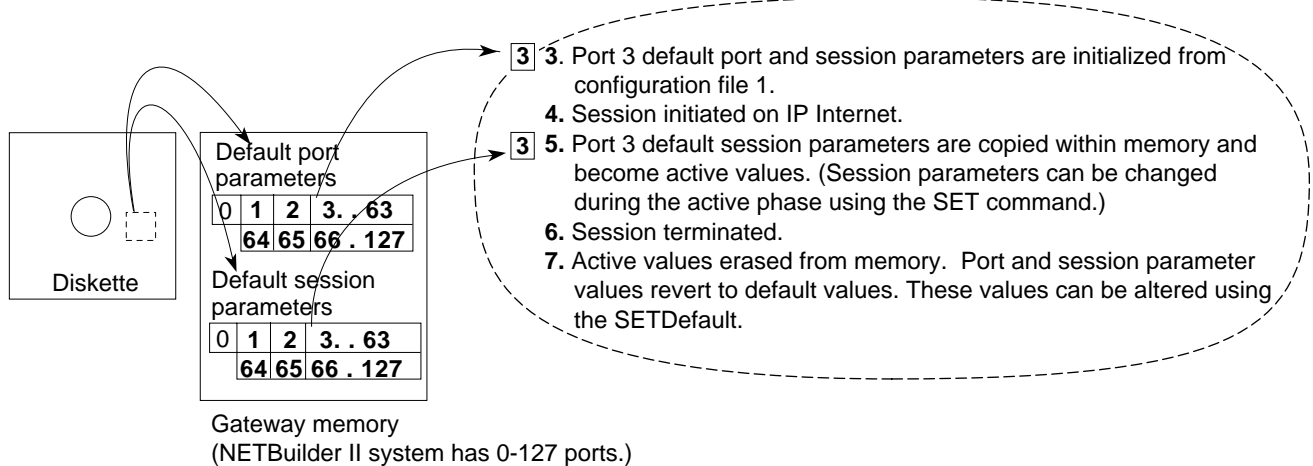 Diskette
Default port
parameters
0 1 2 3. . 63
64 65 66 . 127
Default session
parameters
0 1 2 3. . 63
64 65 66 . 127
Gateway memory
(NETBuilder II system has 0-127 ports.)
3 3. Port 3 default port and session parameters are initialized from
configuration file 1.
4. Session initiated on IP Internet.
3 5. Port 3 default session parameters are copied within memory and
become active values. (Session parameters can be changed
during the active phase using the SET command.)
6. Session terminated.
7. Active values erased from memory. Port and session parameter
values revert to default values. These values can be altered using
the SETDefault.